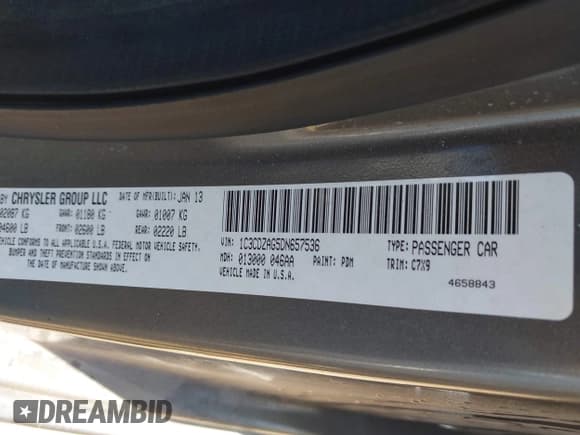 BY CHRYSLER GROUP LLC DATE OF MFR(BUILT): JAN 13
02087 KG GAWR: 01180 KG GAWR: 01007 KG
04600 LB FRONT: 02600 LB REAR: 02220 LB
VEHICLE CONFORMS TO ALL APPLICABLE U.S.A. FEDERAL MOTOR VEHICLE SAFETY,
BUMPER AND THEFT PREVENTION STANDARDS IN EFFECT ON
THE DATE OF MANUFACTURE SHOWN ABOVE.
VIN: 1C3CDZAG5DN657536 TYPE: PASSENGER CAR
MDH: 013000 046AA PAINT: PDM TRIM: C7X9
VEHICLE MADE IN U.S.A.
4658843
DREAMBID